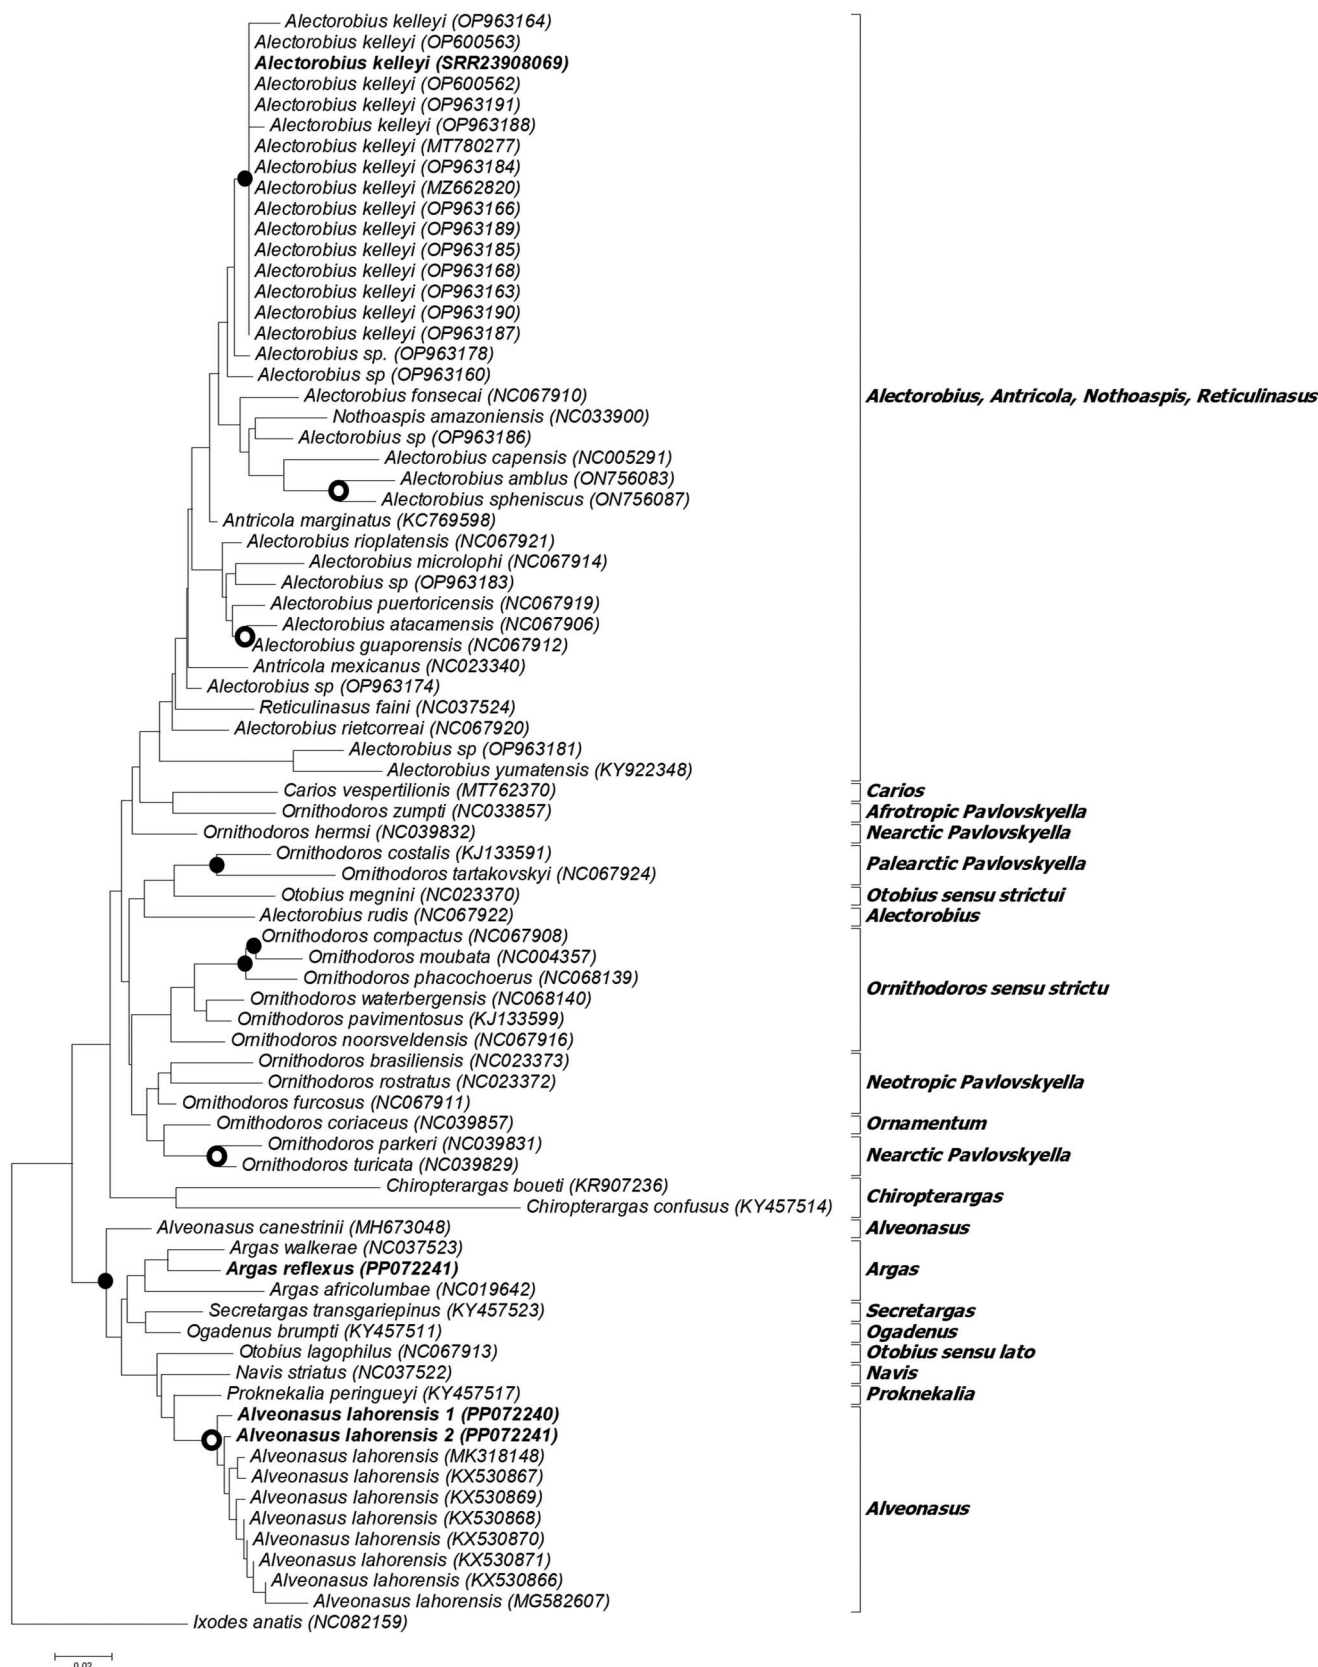 Alectorobius kelleyi (OP963164)
Alectorobius kelleyi (OP600563)
Alectorobius kelleyi (SRR23908069)
Alectorobius kelleyi (OP600562)
Alectorobius kelleyi (OP963191)
Alectorobius kelleyi (OP963188)
Alectorobius kelleyi (MT780277)
Alectorobius kelleyi (OP963184)
Alectorobius kelleyi (MZ662820)
Alectorobius kelleyi (OP963166)
Alectorobius kelleyi (OP963189)
Alectorobius kelleyi (OP963185)
Alectorobius kelleyi (OP963168)
Alectorobius kelleyi (OP963163)
Alectorobius kelleyi (OP963190)
Alectorobius kelleyi (OP963187)
Alectorobius sp. (OP963178)
Alectorobius sp (OP963160)
Alectorobius fonsecai (NC067910)
Alectorobius, Antricola, Nothoaspis, Reticulinasus
Nothoaspis amazoniensis (NC033900)
Alectorobius sp (OP963186)
Alectorobius capensis (NC005291)
Alectorobius amblus (ON756083)
Alectorobius spheniscus (ON756087)
Antricola marginatus (KC769598)
Alectorobius rioplatensis (NC067921)
Alectorobius microlophi (NC067914)
Alectorobius sp (OP963183)
Alectorobius puertoricensis (NC067919)
Alectorobius atacamensis (NC067906)
Alectorobius guaporensis (NC067912)
Antricola mexicanus (NC023340)
Alectorobius sp (OP963174)
Reticulinasus faini (NC037524)
Alectorobius rietcorreai (NC067920)
Alectorobius sp (OP963181)
Alectorobius yumatensis (KY922348)
Carios vespertilionis (MT762370)
Carios
Ornithodoros zumpti (NC033857)
Afrotropic Pavlovskyella
Ornithodoros hermsi (NC039832)
Nearctic Pavlovskyella
Ornithodoros costalis (KJ133591)
Palearctic Pavlovskyella
Ornithodoros tartakovskyi (NC067924)
Otobius megnini (NC023370)
Otobius sensu strictui
Alectorobius rudis (NC067922)
Alectorobius
Ornithodoros compactus (NC067908)
Ornithodoros moubata (NC004357)
Ornithodoros phacochoerus (NC068139)
Ornithodoros sensu strictu
Ornithodoros waterbergensis (NC068140)
Ornithodoros pavimentosus (KJ133599)
Ornithodoros noorsveldensis (NC067916)
Ornithodoros brasiliensis (NC023373)
Ornithodoros rostratus (NC023372)
Neotropic Pavlovskyella
Ornithodoros furcosus (NC067911)
Ornithodoros coriaceus (NC039857)
Ornamentum
Ornithodoros parkeri (NC039831)
Nearctic Pavlovskyella
Ornithodoros turicata (NC039829)
Chiropterargas boueti (KR907236)
Chiropterargas
Chiropterargas confusus (KY457514)
Alveonasus canestrinii (MH673048)
Alveonasus
Argas walkerae (NC037523)
Argas reflexus (PP072241)
Argas
Argas africolumbae (NC019642)
Secretargas transgariepinus (KY457523)
Secretargas
Ogadenus brumpti (KY457511)
Ogadenus
Otobius lagophilus (NC067913)
Otobius sensu lato
Navis striatus (NC037522)
Navis
Proknekalia peringueyi (KY457517)
Proknekalia
Alveonasus lahorensis 1 (PP072240)
Alveonasus lahorensis 2 (PP072241)
Alveonasus lahorensis (MK318148)
Alveonasus lahorensis (KX530867)
Alveonasus lahorensis (KX530869)
Alveonasus
Alveonasus lahorensis (KX530868)
Alveonasus lahorensis (KX530870)
Alveonasus lahorensis (KX530871)
Alveonasus lahorensis (KX530866)
Alveonasus lahorensis (MG582607)
Ixodes anatis (NC082159)
0.02